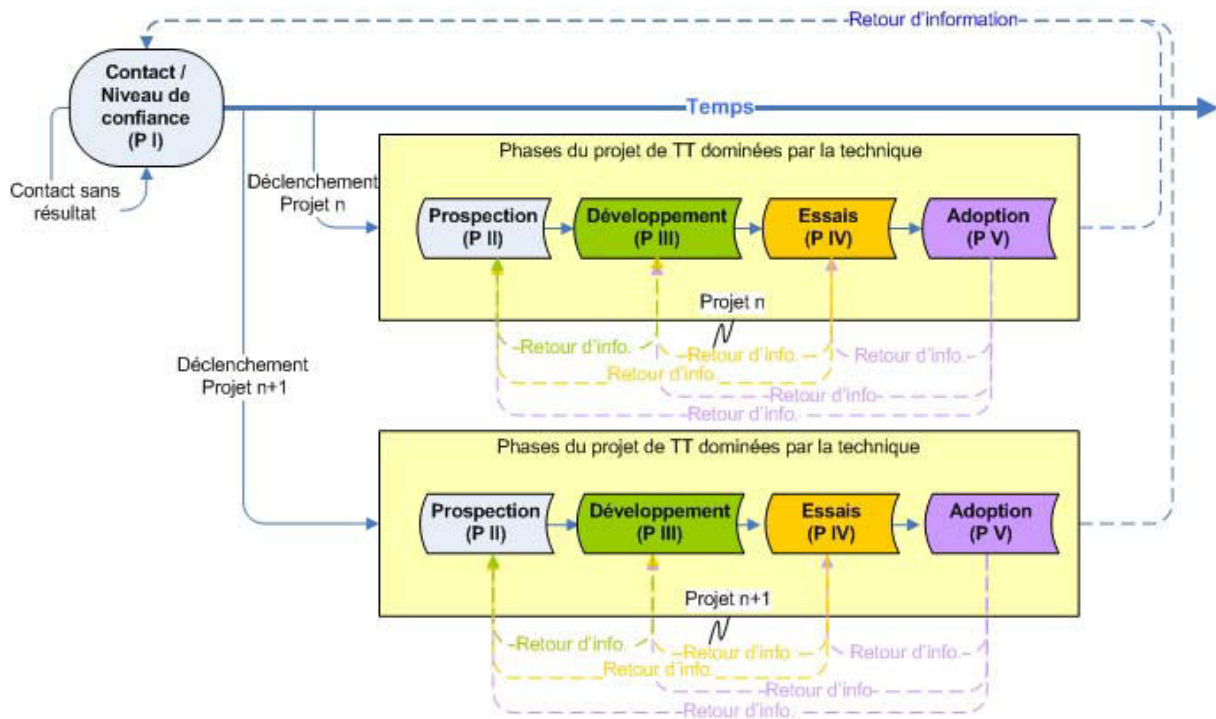 Retour d'information
Contact /
Niveau de
confiance
(P I)
Temps
Contact sans
résultat
Déclenchement
Projet n
Phases du projet de TT dominées par la technique
Prospection
(P II)
Développement
(P III)
Essais
(P IV)
Adoption
(P V)
Projet n
Retour d'info.
Retour d'info.
Retour d'info.
Retour d'info.
Retour d'info
Retour d'info.
Déclenchement
Projet n+1
Phases du projet de TT dominées par la technique
Prospection
(P II)
Développement
(P III)
Essais
(P IV)
Adoption
(P V)
Projet n+1
Retour d'info.
Retour d'info
Retour d'info.
Retour d'info.
Retour d'info
Retour d'info.